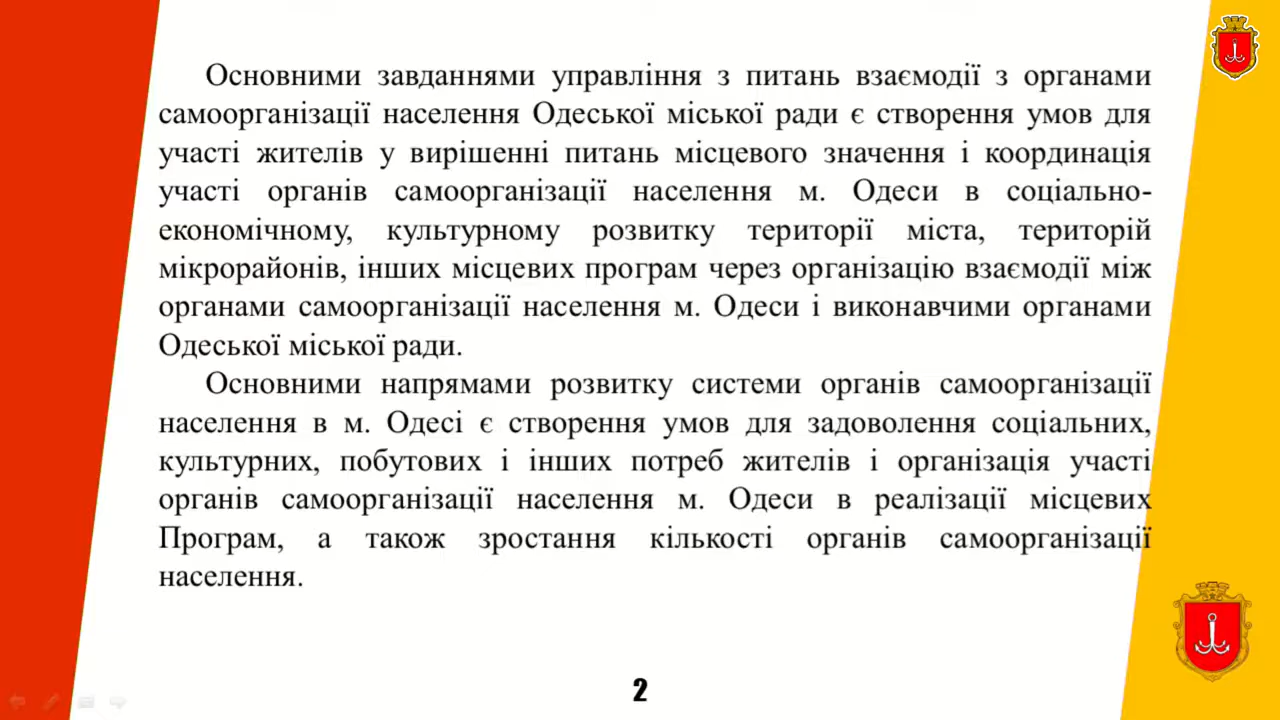 Основними завданнями управління з питань взаємодії з органами
самоорганізації населення Одеської міської ради є створення умов для
участі жителів у вирішенні питань місцевого значення і координація
участі органів самоорганізації населення м. Одеси в соціально-
економічному, культурному розвитку території міста, територій
мікрорайонів, інших місцевих програм через організацію взаємодії між
органами самоорганізації населення м. Одеси і виконавчими органами
Одеської міської ради.
Основними напрямами розвитку системи органів самоорганізації
населення в м. Одесі є створення умов для задоволення соціальних,
культурних, побутових і інших потреб жителів і організація участі
органів самоорганізації населення м. Одеси в реалізації місцевих
Програм, а також зростання кількості органів самоорганізації
населення.
2